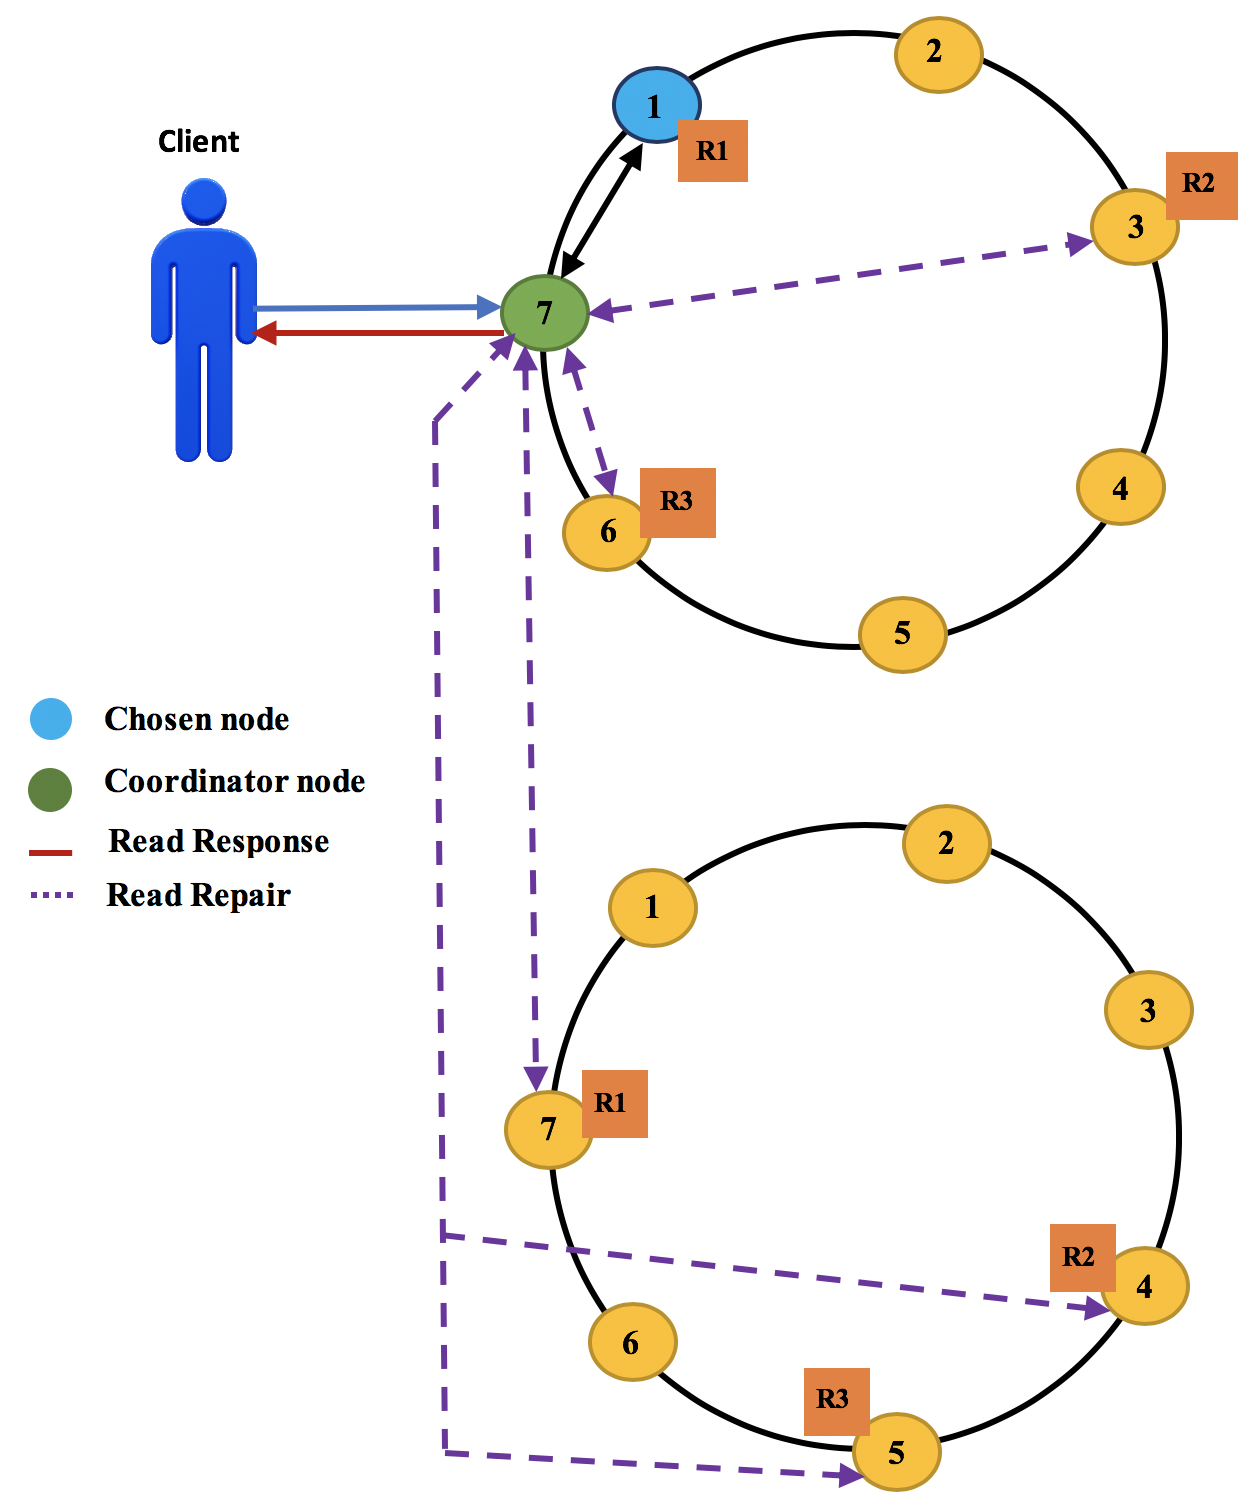 2
1
R1
Client
R2
3
7
4
R3
6
5
Chosen node
Coordinator node
Read Response
Read Repair
2
1
3
R1
7
R2
4
6
R3
5